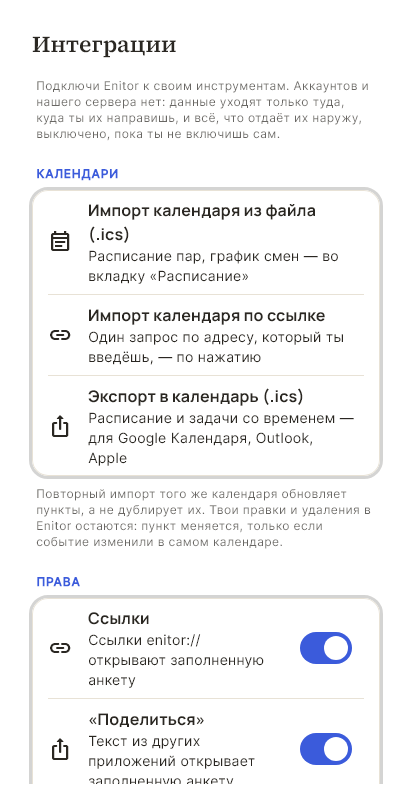 Интеграции
Подключи Enitor к своим инструментам. Аккаунтов и
нашего сервера нет: данные уходят только туда,
куда ты их направишь, и всё, что отдаёт их наружу,
выключено, пока ты не включишь сам.
КАЛЕНДАРИ
Импорт календаря из файла
(.ics)
Расписание пар, график смен — во
вкладку «Расписание»
Импорт календаря по ссылке
Один запрос по адресу, который ты
введёшь, — по нажатию
Экспорт в календарь (.ics)
Расписание и задачи со временем —
для Google Календаря, Outlook,
Apple
Повторный импорт того же календаря обновляет
пункты, а не дублирует их. Твои правки и удаления в
Enitor остаются: пункт меняется, только если
событие изменили в самом календаре.
ПРАВА
Ссылки
Ссылки enitor://
открывают заполненную
анкету
«Поделиться»
Текст из других
приложений открывает
заполненную анкету